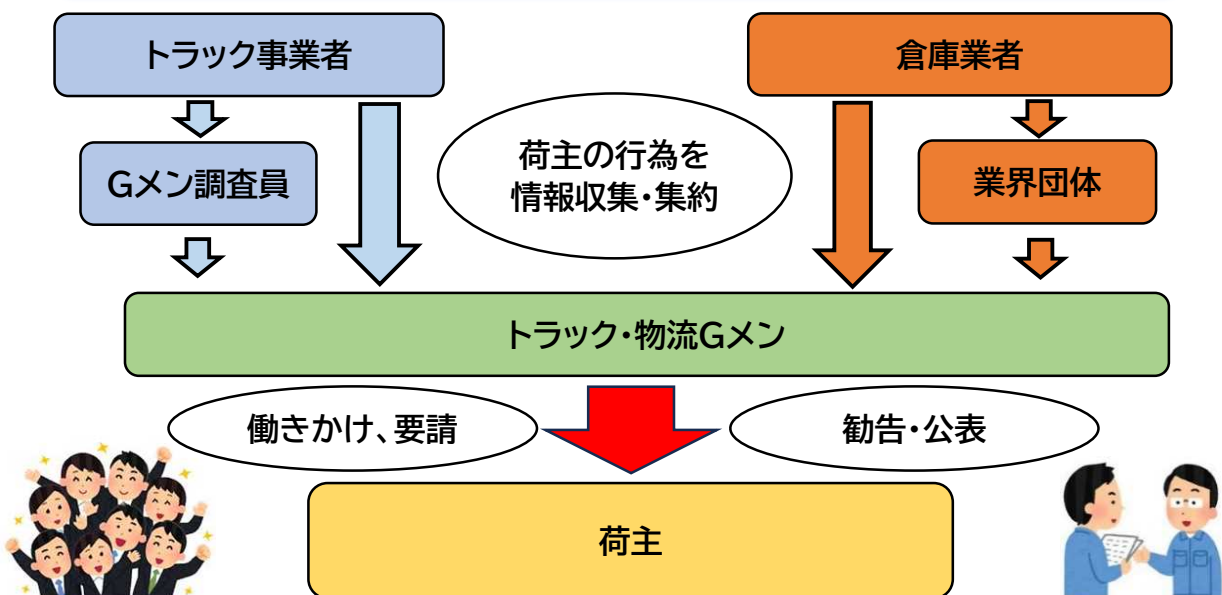 トラック事業者
倉庫業者
荷主の行為を
情報収集・集約
Gメン調査員
業界団体
トラック・物流Gメン
働きかけ、要請
勧告・公表
荷主